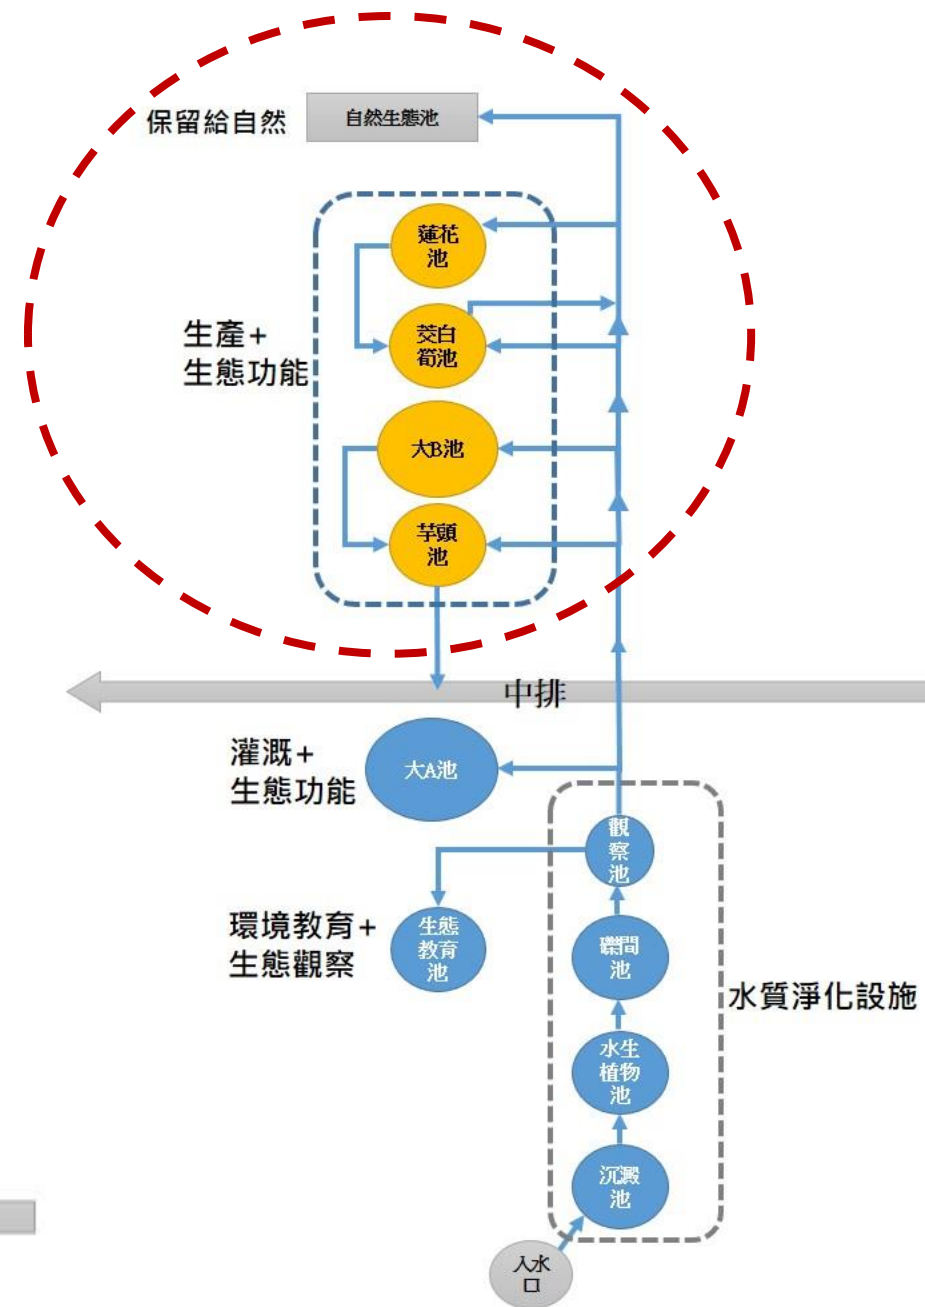 保留給自然
自然生態池
蓮花
池
生產+
生態功能
茭白
筍池
大B池
芋頭
池
中排
灌溉+
生態功能
大A池
觀
察
池
環境教育+
生態觀察
生態
教育
池
礫間
池
水質淨化設施
水生
植物
池
沉澱
池
入水
口